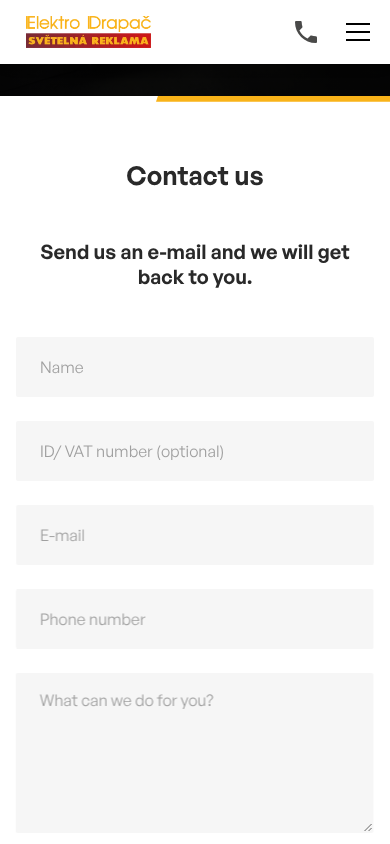 Elektro Drapač
SVĚTELNÁ REKLAMA
Contact us
Send us an e-mail and we will get
back to you.
Name
ID/ VAT number (optional)
E-mail
Phone number
What can we do for you?